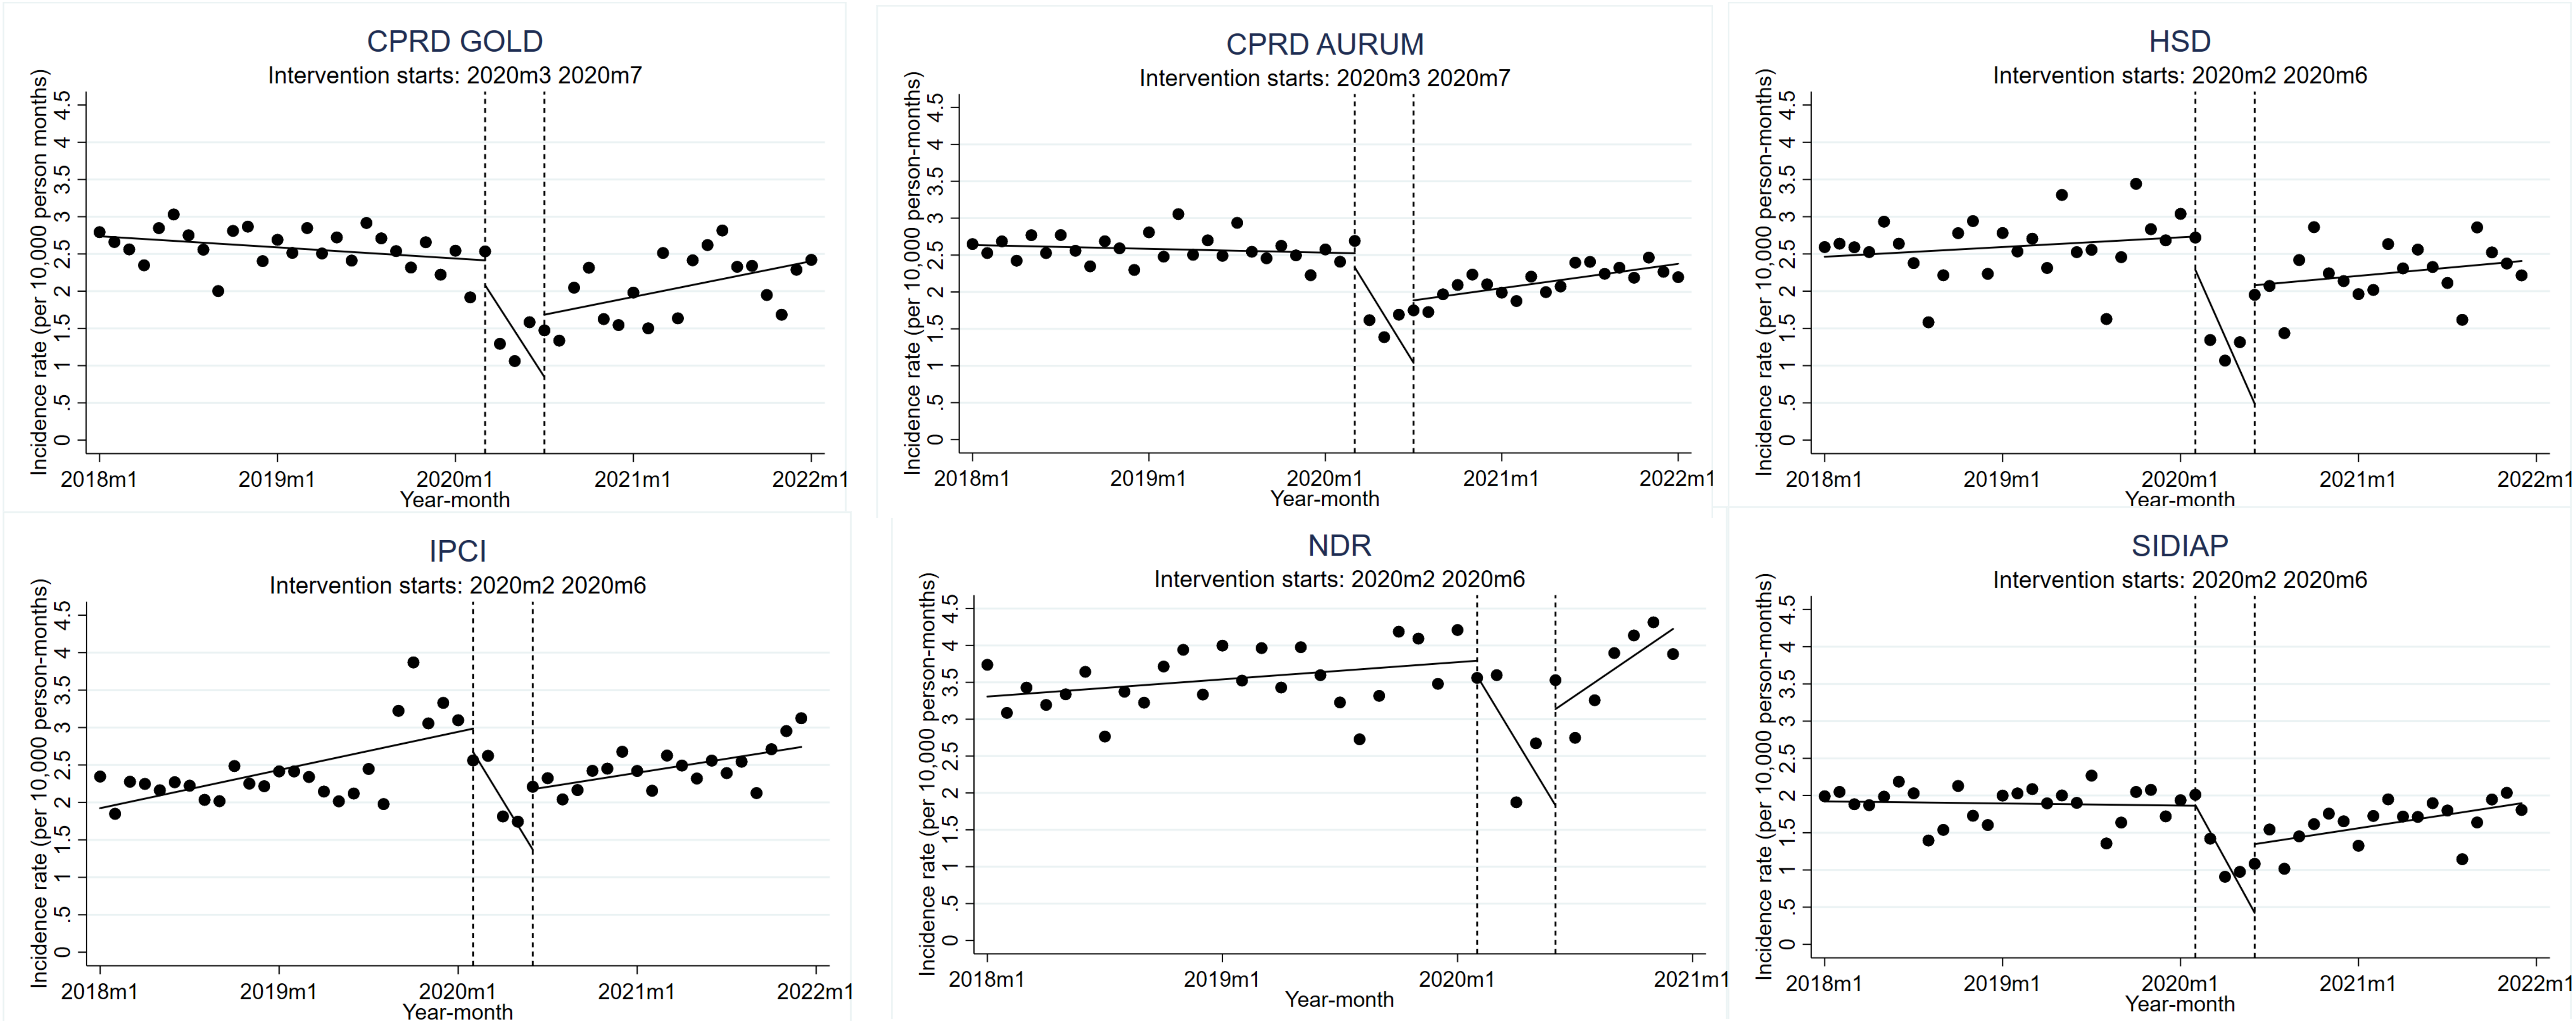 CPRD GOLD
Intervention starts: 2020m3 2020m7
Incidence rate (per 10,000 person months)
4.5
4
3.5
3
2.5
2
1.5
1
.5
0
2018m1 2019m1 2020m1 2021m1 2022m1
Year-month
CPRD AURUM
Intervention starts: 2020m3 2020m7
Incidence rate (per 10,000 person-months)
4.5
4
3.5
3
2.5
2
1.5
1
.5
0
2018m1 2019m1 2020m1 2021m1 2022m1
Year-month
HSD
Intervention starts: 2020m2 2020m6
Incidence rate (per 10,000 person-months)
4.5
4
3.5
3
2.5
2
1.5
1
.5
0
2018m1 2019m1 2020m1 2021m1 2022m1
Year-month
IPCI
Intervention starts: 2020m2 2020m6
Incidence rate (per 10,000 person-months)
4.5
4
3.5
3
2.5
2
1.5
1
.5
0
2018m1 2019m1 2020m1 2021m1 2022m1
Year-month
NDR
Intervention starts: 2020m2 2020m6
Incidence rate (per 10,000 person-months)
4.5
4
3.5
3
2.5
2
1.5
1
.5
0
2018m1 2019m1 2020m1 2021m1
Year-month
SIDIAP
Intervention starts: 2020m2 2020m6
Incidence rate (per 10,000 person-months)
4.5
4
3.5
3
2.5
2
1.5
1
.5
0
2018m1 2019m1 2020m1 2021m1 2022m1
Year-month